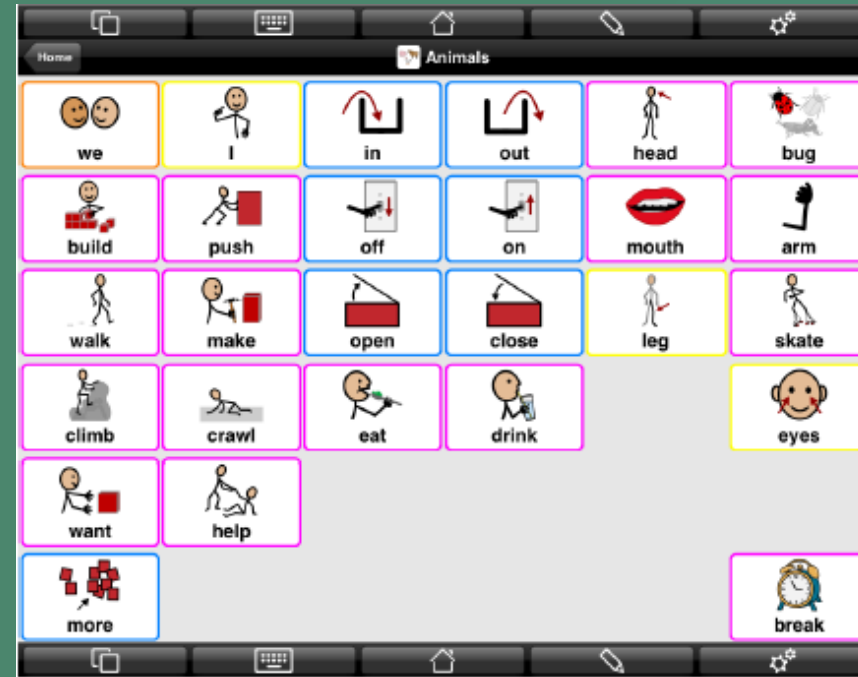 Home
Animals
we I in out head bug
build push off on mouth arm
walk make open close leg skate
climb crawl eat drink eyes
want help
more break